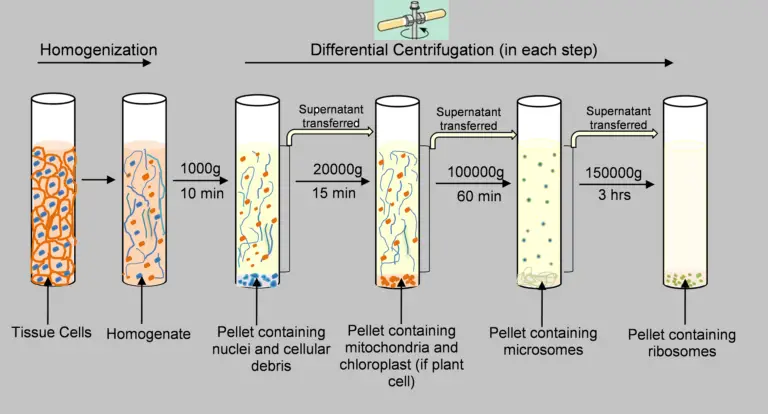 Homogenization
Differential Centrifugation (in each step)
Supernatant
transferred
Supernatant
transferred
Supernatant
transferred
1000g
10 min
20000g
15 min
100000g
60 min
150000g
3 hrs
Tissue Cells
Homogenate
Pellet containing
nuclei and cellular
debris
Pellet containing
mitochondria and
chloroplast (if plant
cell)
Pellet containing
microsomes
Pellet containing
ribosomes